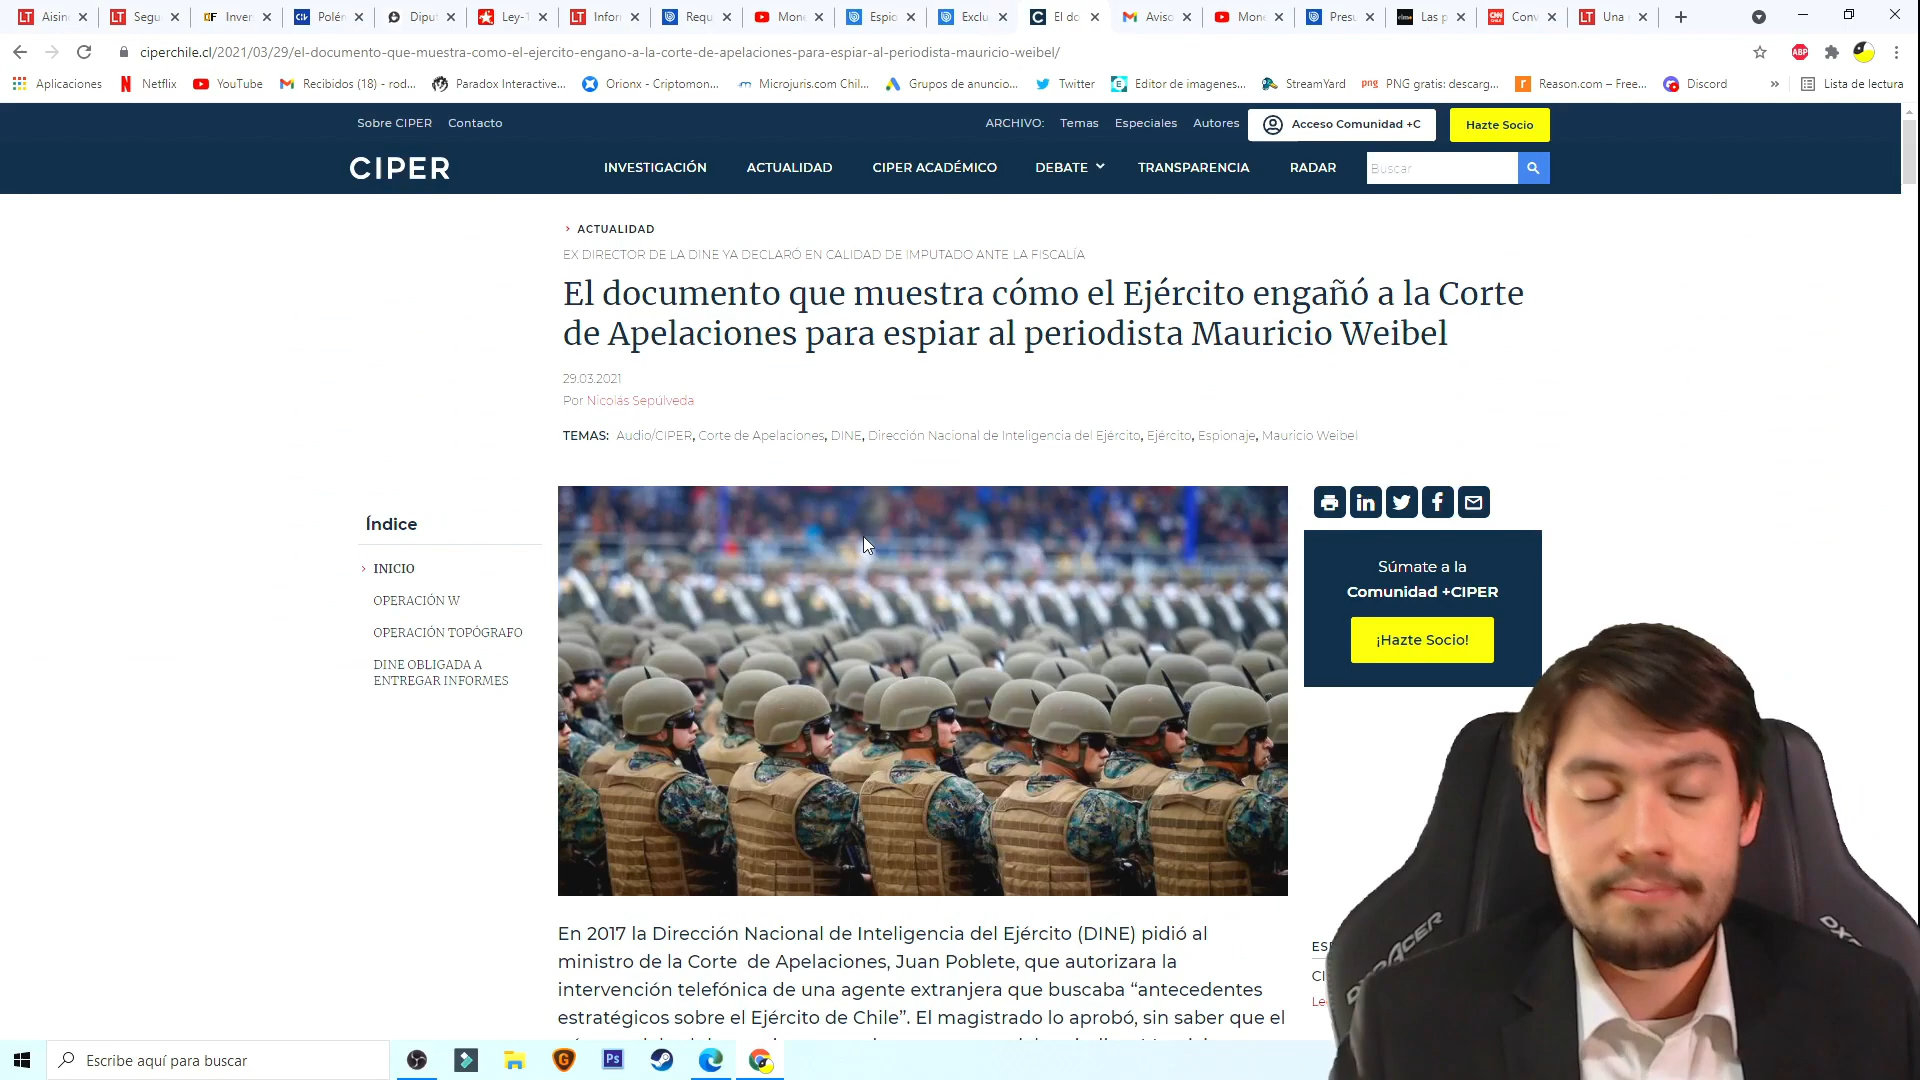 Aisin
Segu
Inver
Polén
Diput
Ley-1
Infor
Requ
Mone
Espio
Exclu
El do
Aviso
Mone
Presu
Las p
Conv
Una
ciperchile.cl/2021/03/29/el-documento-que-muestra-como-el-ejercito-engano-a-la-corte-de-apelaciones-para-espiar-al-periodista-mauricio-weibel/
ABP
Aplicaciones
Netflix
YouTube
Recibidos (18) - rod...
Paradox Interactive...
Orionx - Criptomon...
Microjuris.com Chil...
Grupos de anuncio...
Twitter
Editor de imagenes...
StreamYard
png PNG gratis: descarg...
Reason.com – Free...
Discord
»
Lista de lectura
Sobre CIPER Contacto
ARCHIVO: Temas Especiales Autores
Acceso Comunidad +C
Hazte Socio
CIPER
INVESTIGACIÓN ACTUALIDAD CIPER ACADÉMICO DEBATE TRANSPARENCIA RADAR
Buscar
ACTUALIDAD
EX DIRECTOR DE LA DINE YA DECLARÓ EN CALIDAD DE IMPUTADO ANTE LA FISCALÍA
El documento que muestra cómo el Ejército engañó a la Corte
de Apelaciones para espiar al periodista Mauricio Weibel
29.03.2021
Por Nicolás Sepúlveda
TEMAS: Audio/CIPER, Corte de Apelaciones, DINE, Dirección Nacional de Inteligencia del Ejército, Ejército, Espionaje, Mauricio Weibel
Índice
INICIO
OPERACIÓN W
OPERACIÓN TOPÓGRAFO
DINE OBLIGADA A
ENTREGAR INFORMES
Súmate a la
Comunidad +CIPER
¡Hazte Socio!
En 2017 la Dirección Nacional de Inteligencia del Ejército (DINE) pidió al
ministro de la Corte de Apelaciones, Juan Poblete, que autorizara la
intervención telefónica de una agente extranjera que buscaba “antecedentes
estratégicos sobre el Ejército de Chile”. El magistrado lo aprobó, sin saber que el
Escribe aquí para buscar
Ps